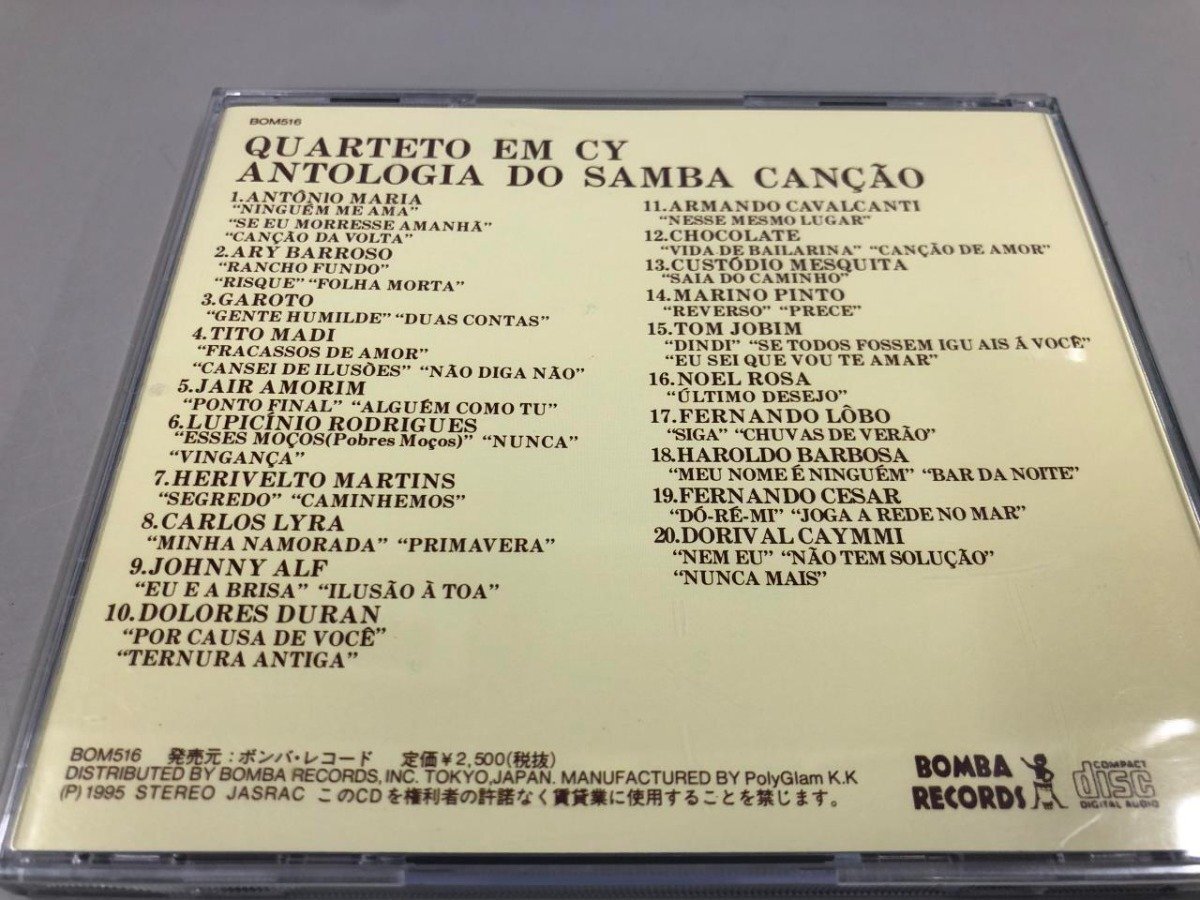 BOM516
QUARTETO EM CY
ANTOLOGIA DO SAMBA CANÇÃO
1.ANTÔNIO MARIA
“NINGUÉM ME AMA”
“SE EU MORRESSE AMANHÃ”
“CANÇÃO DA VOLTA”
2.ARY BARROSO
“RANCHO FUNDO”
“RISQUE” “FOLHA MORTA”
3.GAROTO
“GENTE HUMILDE” “DUAS CONTAS”
4.TITO MADI
“FRACASSOS DE AMOR”
“CANSEI DE ILUSÕES” “NÃO DIGA NÃO”
5.JAIR AMORIM
“PONTO FINAL” “ALGUÉM COMO TU”
6.LUPICÍNIO RODRIGUES
“ESSES MOÇOS(Pobres Moços)” “NUNCA”
“VINGANÇA”
7.HERIVELTO MARTINS
“SEGREDO” “CAMINHEMOS”
8.CARLOS LYRA
“MINHA NAMORADA” “PRIMAVERA”
9.JOHNNY ALF
“EU E A BRISA” “ILUSÃO À TOA”
10.DOLORES DURAN
“POR CAUSA DE VOCÊ”
“TERNURA ANTIGA”
11.ARMANDO CAVALCANTI
“NESSE MESMO LUGAR”
12.CHOCOLATE
“VIDA DE BAILARINA” “CANÇÃO DE AMOR”
13.CUSTÓDIO MESQUITA
“SAIA DO CAMINHO”
14.MARINO PINTO
“REVERSO” “PRECE”
15.TOM JOBIM
“DINDI” “SE TODOS FOSSEM IGU AIS Á VOCÊ”
“EU SEI QUE VOU TE AMAR”
16.NOEL ROSA
“ÚLTIMO DESEJO”
17.FERNANDO LÔBO
“SIGA” “CHUVAS DE VERÃO”
18.HAROLDO BARBOSA
“MEU NOME É NINGUÉM” “BAR DA NOITE”
19.FERNANDO CESAR
“DÓ-RÉ-MI” “JOGA A REDE NO MAR”
20.DORIVAL CAYMMI
“NEM EU” “NÃO TEM SOLUÇÃO”
“NUNCA MAIS”
BOM516 発売元：ボンバ・レコード 定価￥2,500(税抜)
DISTRIBUTED BY BOMBA RECORDS, INC. TOKYO, JAPAN. MANUFACTURED BY PolyGlam K.K
(P) 1995 STEREO JASRAC このCDを権利者の許諾なく賃貸業に使用することを禁じます。
BOMBA
RECORDS
COMPACT
disc
DIGITAL AUDIO